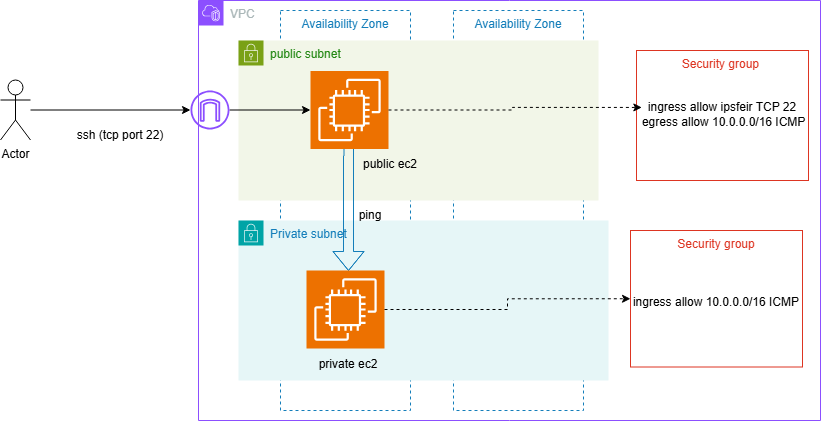 VPC
Availability Zone
Availability Zone
public subnet
Security group
ingress allow ipsfeir TCP 22
egress allow 10.0.0.0/16 ICMP
ssh (tcp port 22)
Actor
public ec2
ping
Private subnet
Security group
ingress allow 10.0.0.0/16 ICMP
private ec2